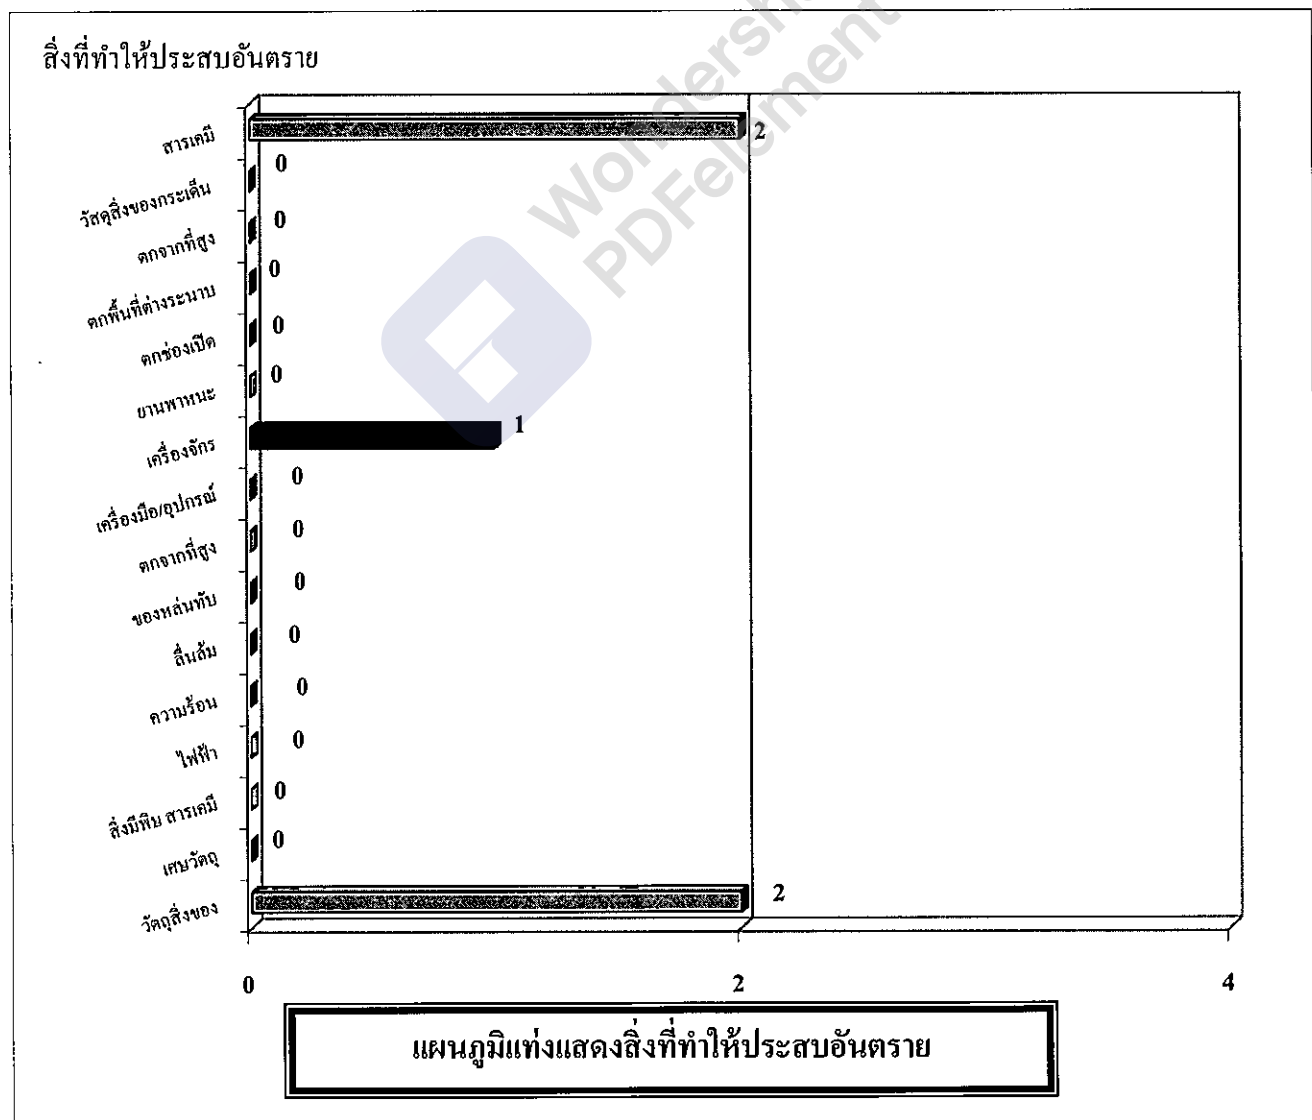 สิ่งที่ทำให้ประสบอันตราย
สารเคมี 2
วัสดุสิ่งของกระเด็น 0
ตกจากที่สูง 0
ตกพื้นที่ต่างระนาบ 0
ตกช่องเปิด 0
ยานพาหนะ 0
เครื่องจักร 1
เครื่องมือ/อุปกรณ์ 0
ตกจากที่สูง 0
ของหล่นทับ 0
ลื่นล้ม 0
ความร้อน 0
ไฟฟ้า 0
สิ่งมีพิษ สารเคมี 0
เศษวัตถุ 0
วัตถุสิ่งของ 2
0 2 4
แผนภูมิแท่งแสดงสิ่งที่ทำให้ประสบอันตราย
Wondershare
PDFelement